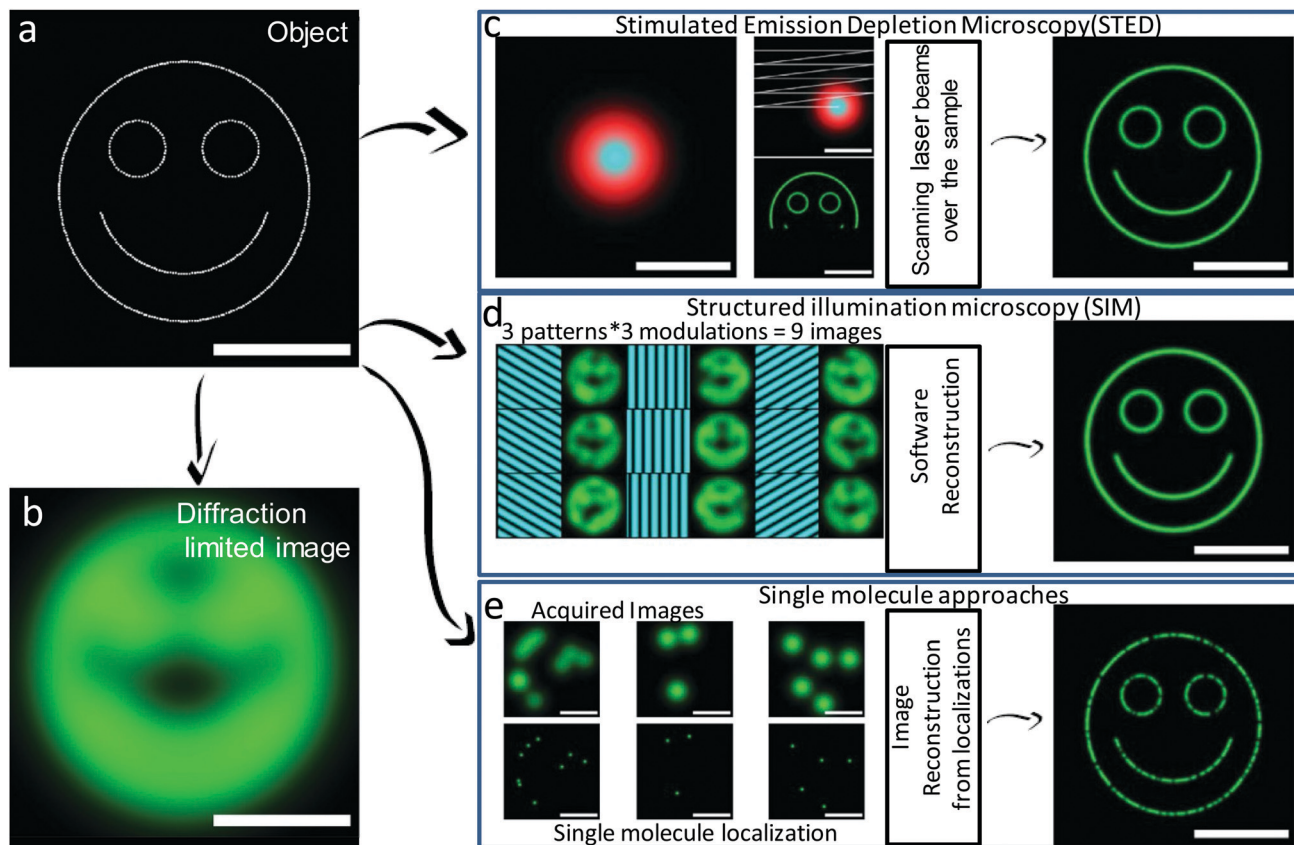 a
Object
b
Diffraction
limited image
c
Stimulated Emission Depletion Microscopy(STED)
Scanning laser beams
over the sample
d
Structured illumination microscopy (SIM)
3 patterns*3 modulations = 9 images
Software
Reconstruction
e
Single molecule approaches
Acquired Images
Single molecule localization
Image
Reconstruction
from localizations